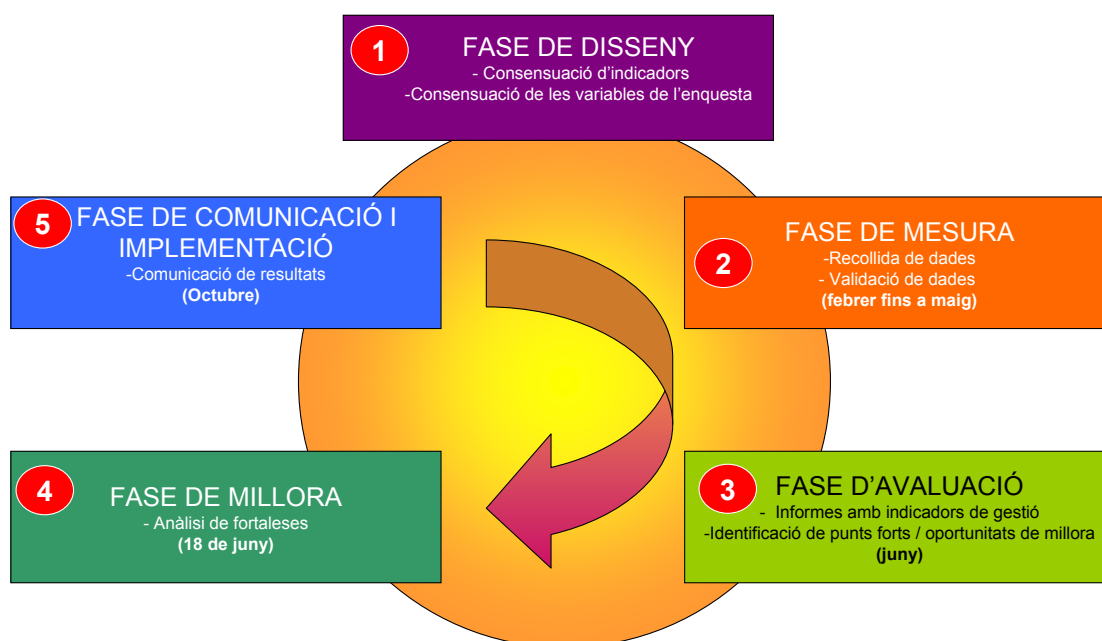 1
FASE DE DISSENY
- Consensuació d'indicadors
-Consensuació de les variables de l'enquesta
2
FASE DE MESURA
-Recollida de dades
- Validació de dades
(febrer fins a maig)
3
FASE D'AVALUACIÓ
- Informes amb indicadors de gestió
-Identificació de punts forts / oportunitats de millora
(juny)
4
FASE DE MILLORA
- Anàlisi de fortaleses
(18 de juny)
5
FASE DE COMUNICACIÓ I
IMPLEMENTACIÓ
-Comunicació de resultats
(Octubre)